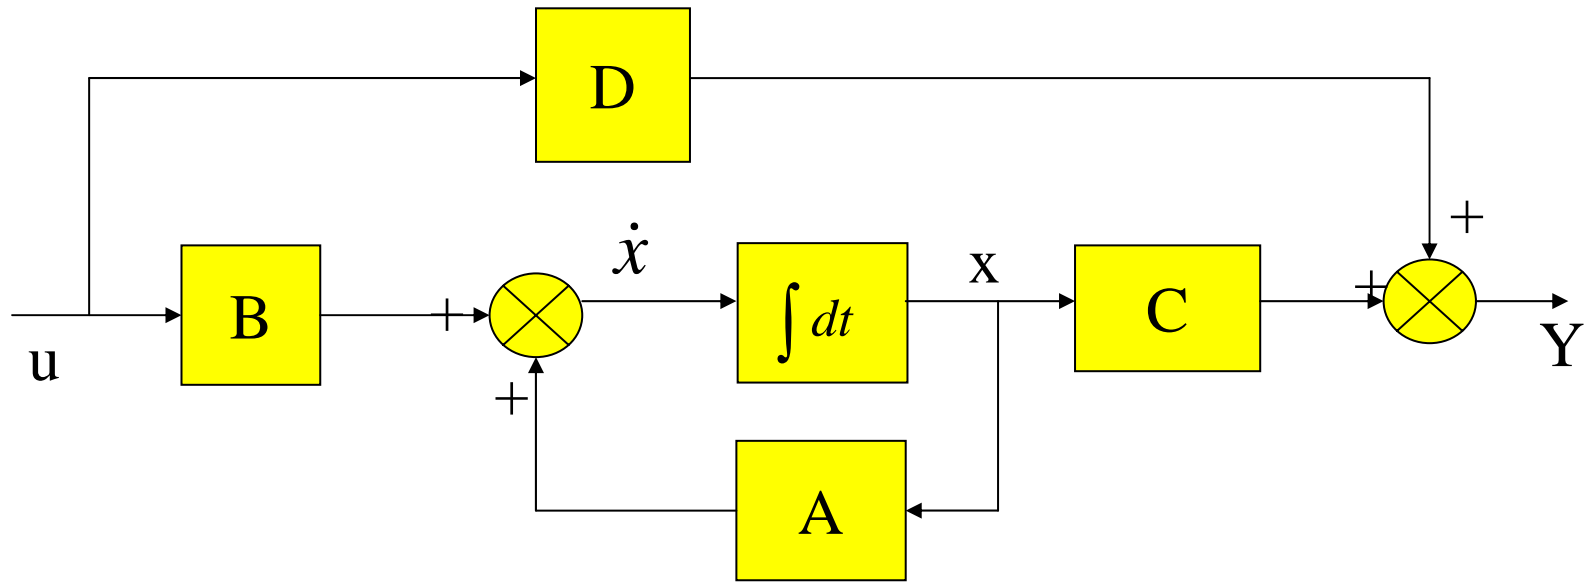 D
+
ẋ
x
B
+
∫ dt
C
+
u
Y
+
A